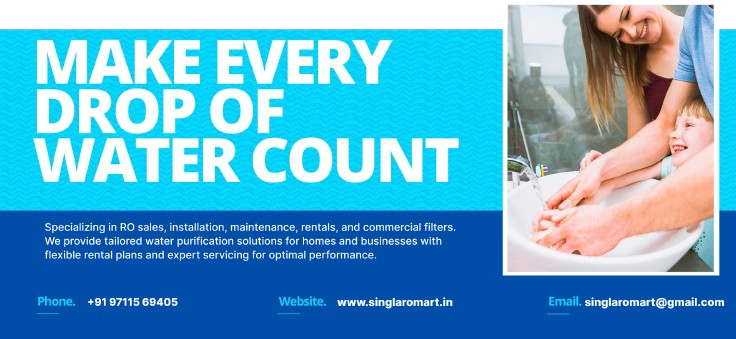 MAKE EVERY
DROP OF
WATER COUNT
Specializing in RO sales, installation, maintenance, rentals, and commercial filters.
We provide tailored water purification solutions for homes and businesses with
flexible rental plans and expert servicing for optimal performance.
Phone. +91 97115 69405 Website. www.singlaromart.in Email. singlaromart@gmail.com